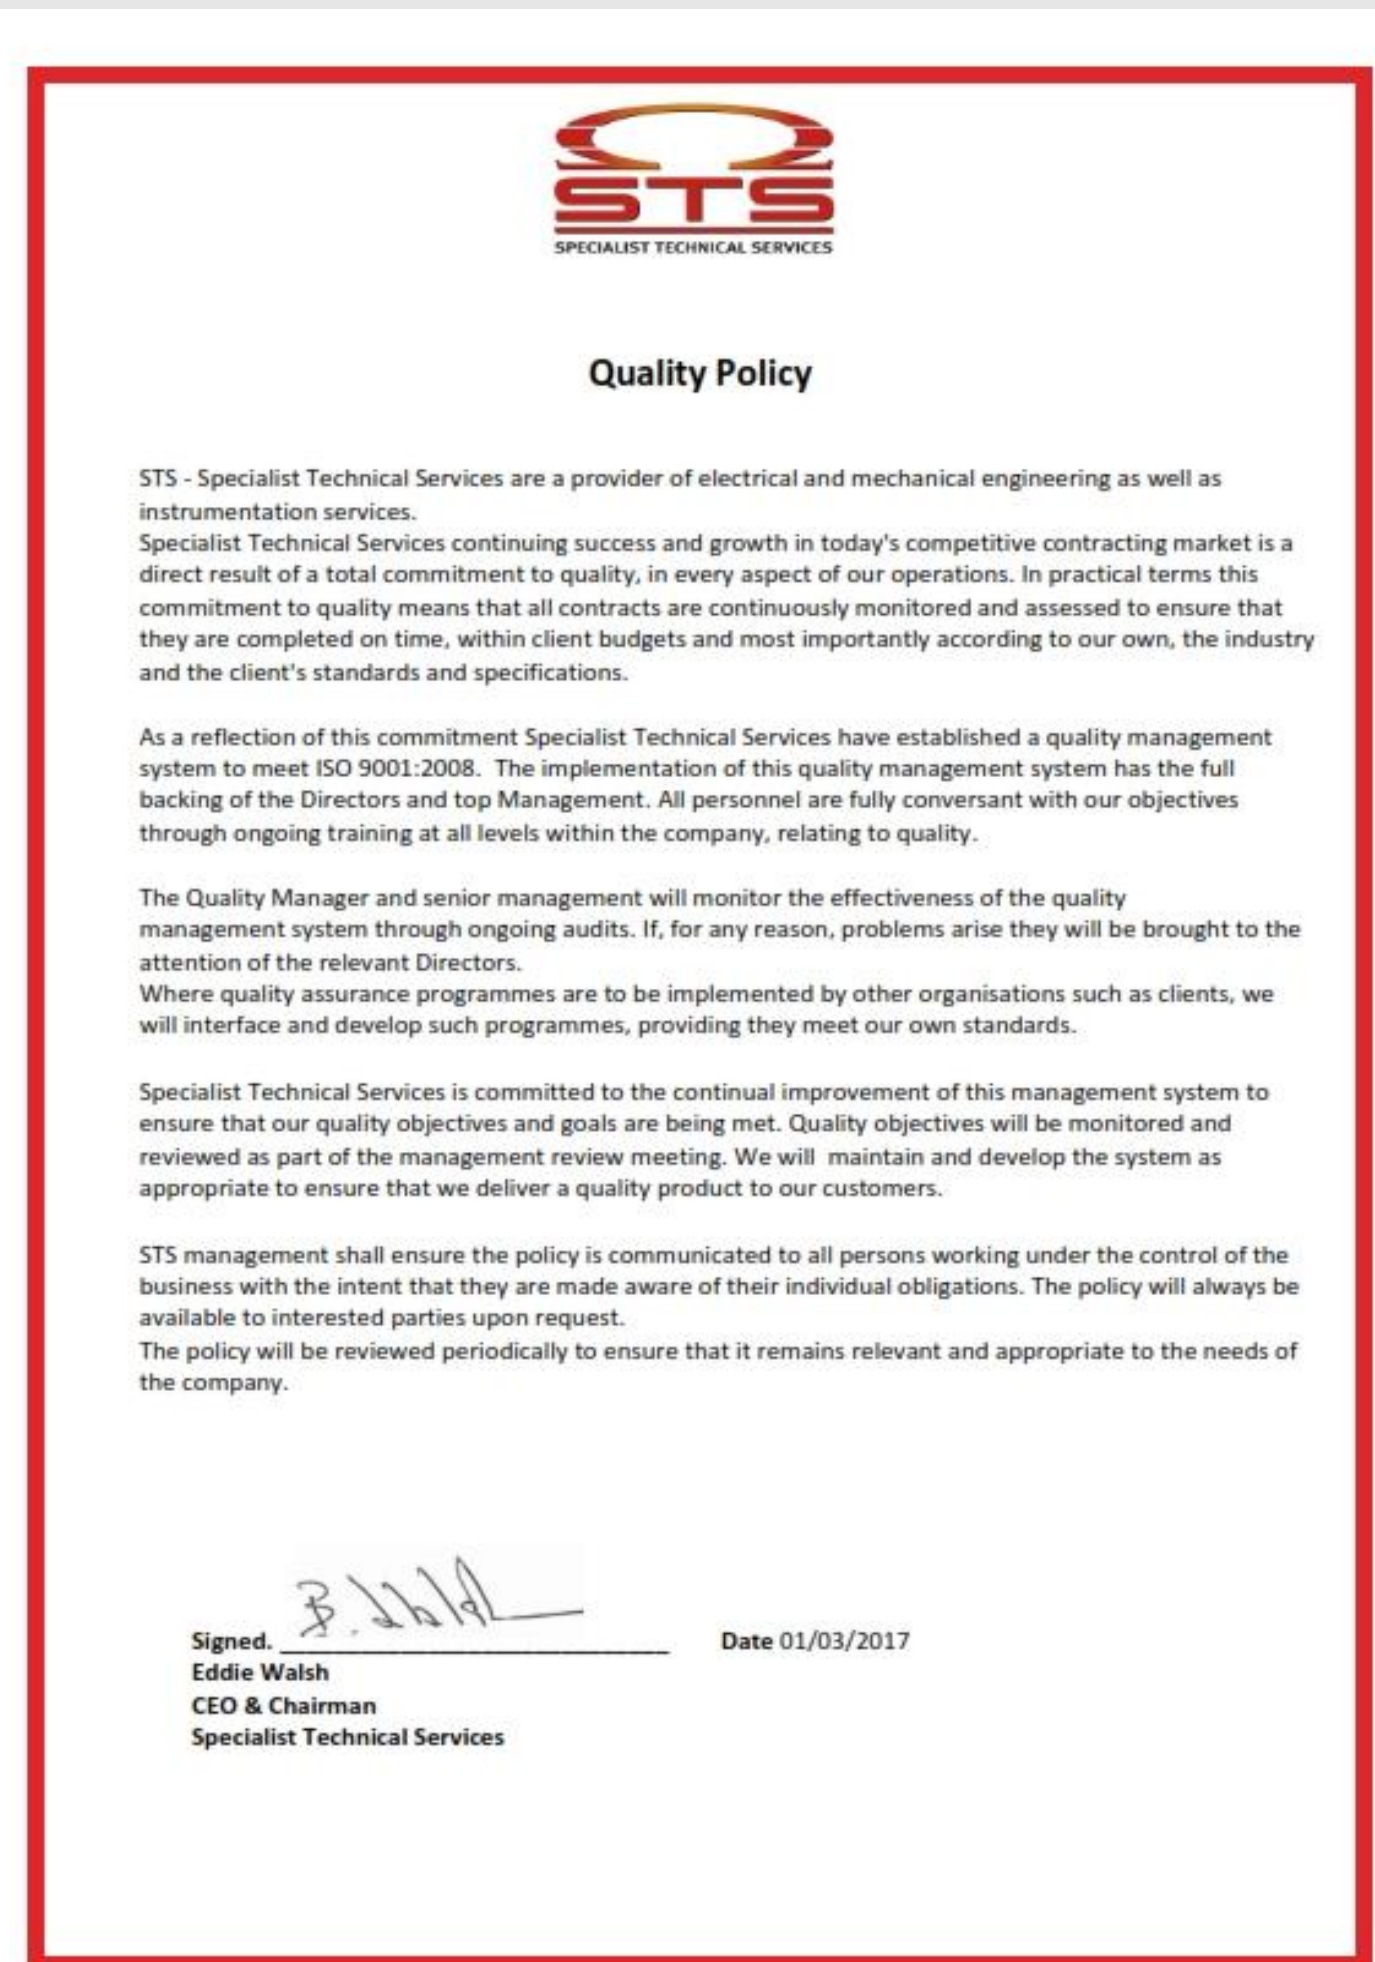 STS
SPECIALIST TECHNICAL SERVICES
Quality Policy
STS - Specialist Technical Services are a provider of electrical and mechanical engineering as well as
instrumentation services.
Specialist Technical Services continuing success and growth in today's competitive contracting market is a
direct result of a total commitment to quality, in every aspect of our operations. In practical terms this
commitment to quality means that all contracts are continuously monitored and assessed to ensure that
they are completed on time, within client budgets and most importantly according to our own, the industry
and the client's standards and specifications.
As a reflection of this commitment Specialist Technical Services have established a quality management
system to meet ISO 9001:2008.  The implementation of this quality management system has the full
backing of the Directors and top Management. All personnel are fully conversant with our objectives
through ongoing training at all levels within the company, relating to quality.
The Quality Manager and senior management will monitor the effectiveness of the quality
management system through ongoing audits. If, for any reason, problems arise they will be brought to the
attention of the relevant Directors.
Where quality assurance programmes are to be implemented by other organisations such as clients, we
will interface and develop such programmes, providing they meet our own standards.
Specialist Technical Services is committed to the continual improvement of this management system to
ensure that our quality objectives and goals are being met. Quality objectives will be monitored and
reviewed as part of the management review meeting. We will  maintain and develop the system as
appropriate to ensure that we deliver a quality product to our customers.
STS management shall ensure the policy is communicated to all persons working under the control of the
business with the intent that they are made aware of their individual obligations. The policy will always be
available to interested parties upon request.
The policy will be reviewed periodically to ensure that it remains relevant and appropriate to the needs of
the company.
Signed. Date 01/03/2017
Eddie Walsh
CEO & Chairman
Specialist Technical Services